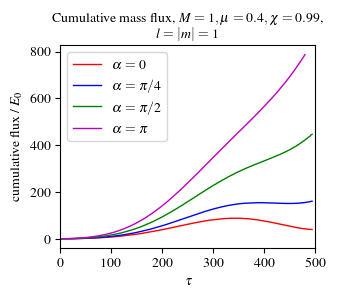 Cumulative mass flux, M = 1, μ = 0.4, χ = 0.99,
l = |m| = 1
α = 0
α = π/4
α = π/2
α = π
cumulative flux / E₀
800
600
400
200
0
0 100 200 300 400 500
τ